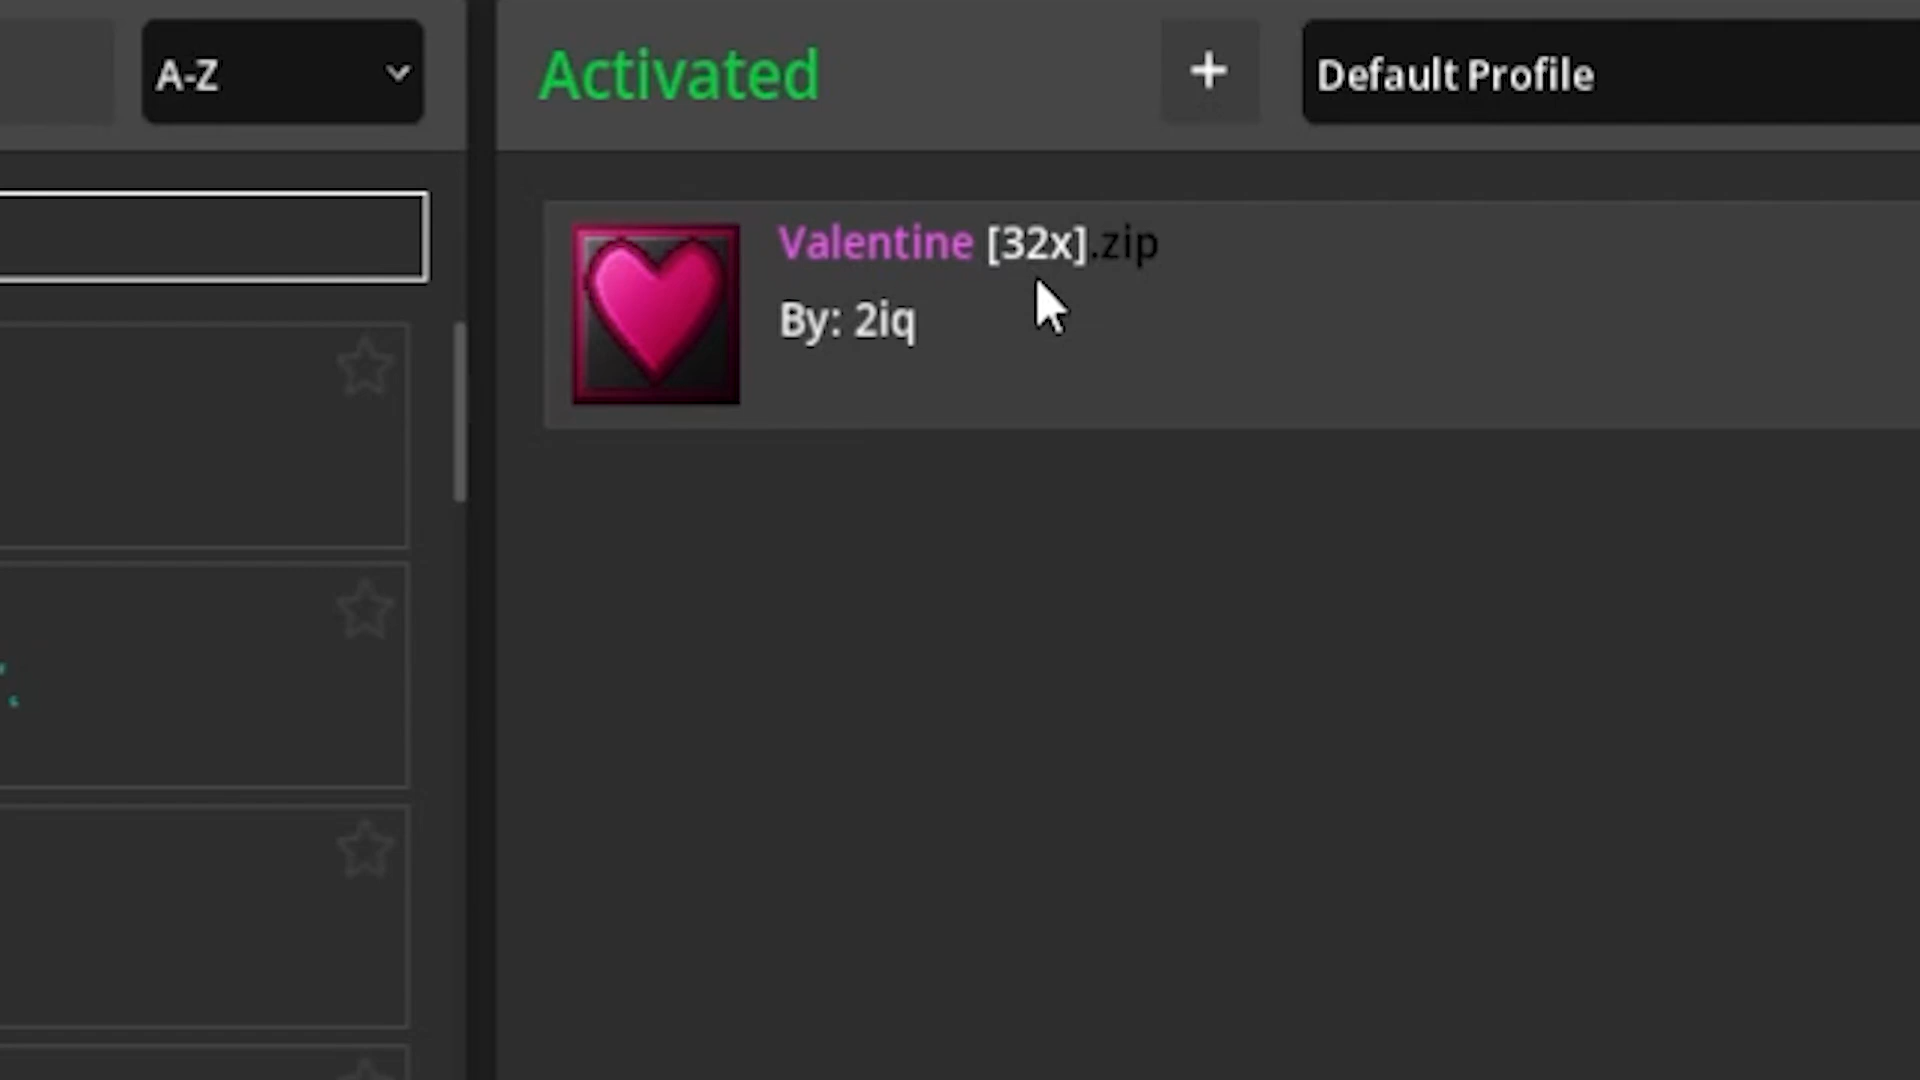 A-Z
Activated
+
Default Profile
Valentine [32x].zip
By: 2iq